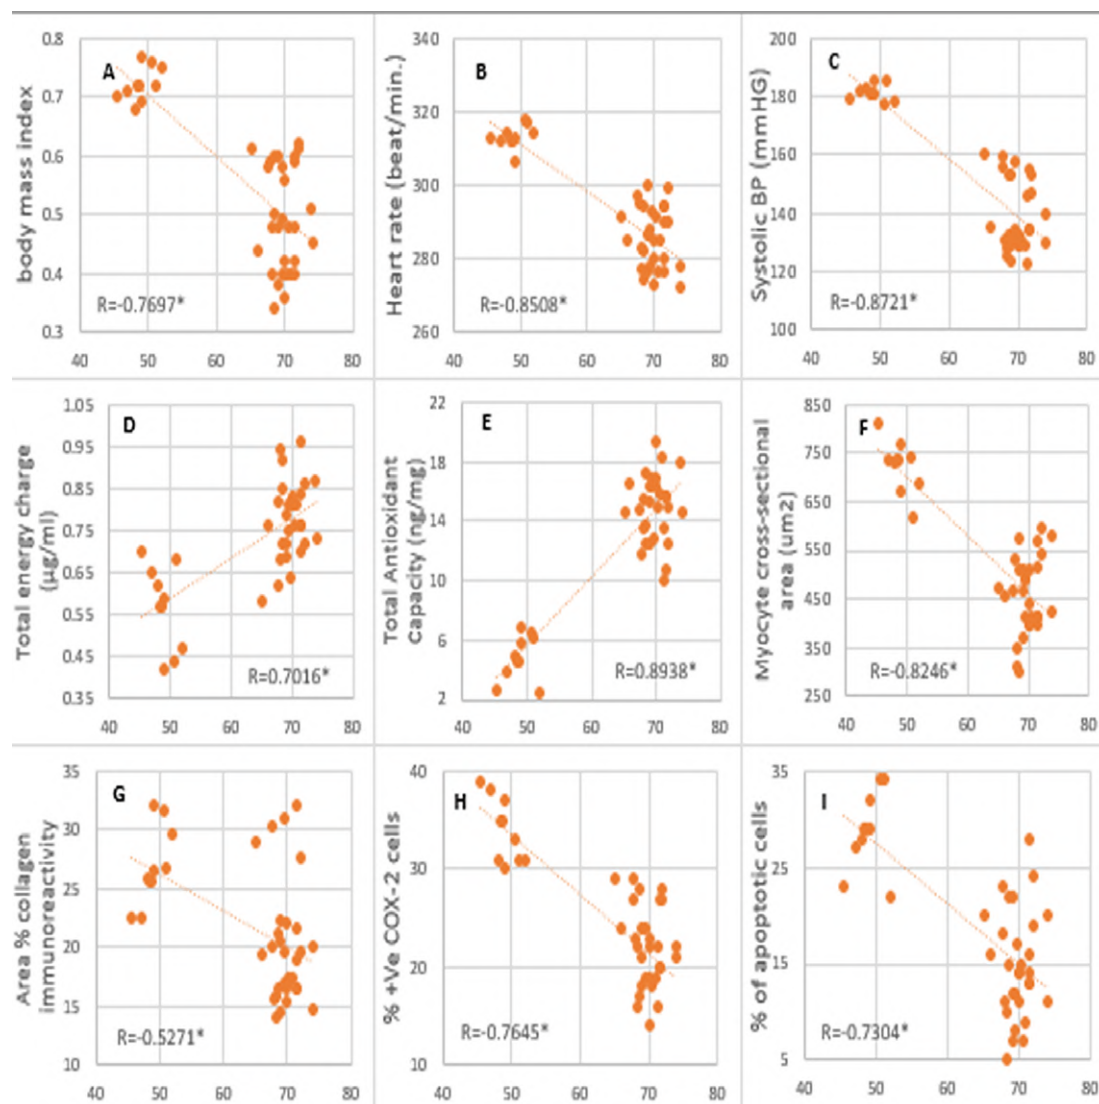 A
body mass index
0.8
0.7
0.6
0.5
0.4
0.3
R=-0.7697*
40 50 60 70 80
B
Heart rate (beat/min.)
340
320
300
280
260
R=-0.8508*
40 50 60 70 80
C
Systolic BP (mmHG)
200
180
160
140
120
100
R=-0.8721*
40 50 60 70 80
D
Total energy charge
(µg/ml)
1.05
0.95
0.85
0.75
0.65
0.55
0.45
0.35
R=0.7016*
40 50 60 70 80
E
Total Antioxidant
Capacity (ng/mg)
22
18
14
10
6
2
R=0.8938*
40 50 60 70 80
F
Myocyte cross-sectional
area (um2)
850
750
650
550
450
350
250
R=-0.8246*
40 50 60 70 80
G
Area % collagen
immunoreactivity
35
30
25
20
15
10
R=-0.5271*
40 50 60 70 80
H
% +Ve COX-2 cells
40
30
20
10
R=-0.7645*
40 50 60 70 80
I
% of apoptotic cells
35
25
15
5
R=-0.7304*
40 50 60 70 80